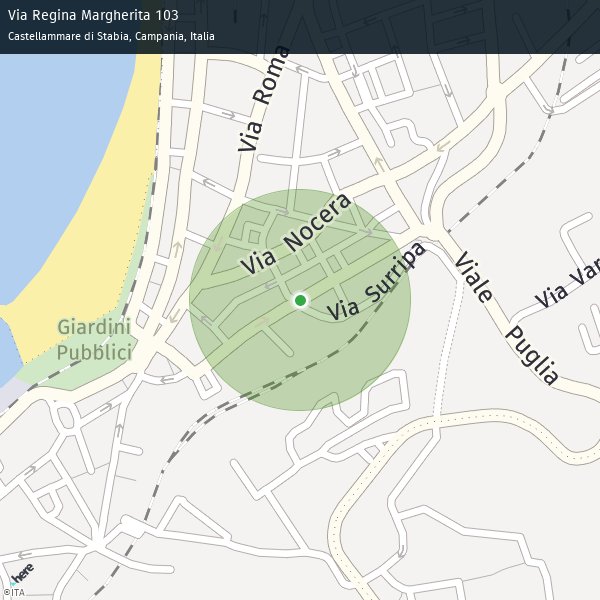 Via Regina Margherita 103
Castellammare di Stabia, Campania, Italia
Via Roma
Via Nocera
Via Surripa
Viale Puglia
Via Var
Giardini
Pubblici
here
©ITA